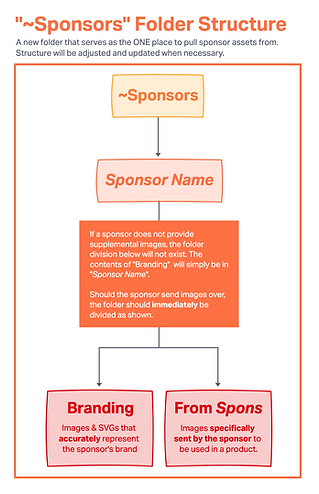 "~Sponsors" Folder Structure
A new folder that serves as the ONE place to pull sponsor assets from.
Structure will be adjusted and updated when necessary.
~Sponsors
Sponsor Name
If a sponsor does not provide
supplemental images, the folder
division below will not exist. The
contents of "Branding" will simply be in
"Sponsor Name".
Should the sponsor send images over,
the folder should immediately be
divided as shown.
Branding
Images & SVGs that
accurately represent
the sponsor's brand
From Spons
Images specifically
sent by the sponsor to
be used in a product.